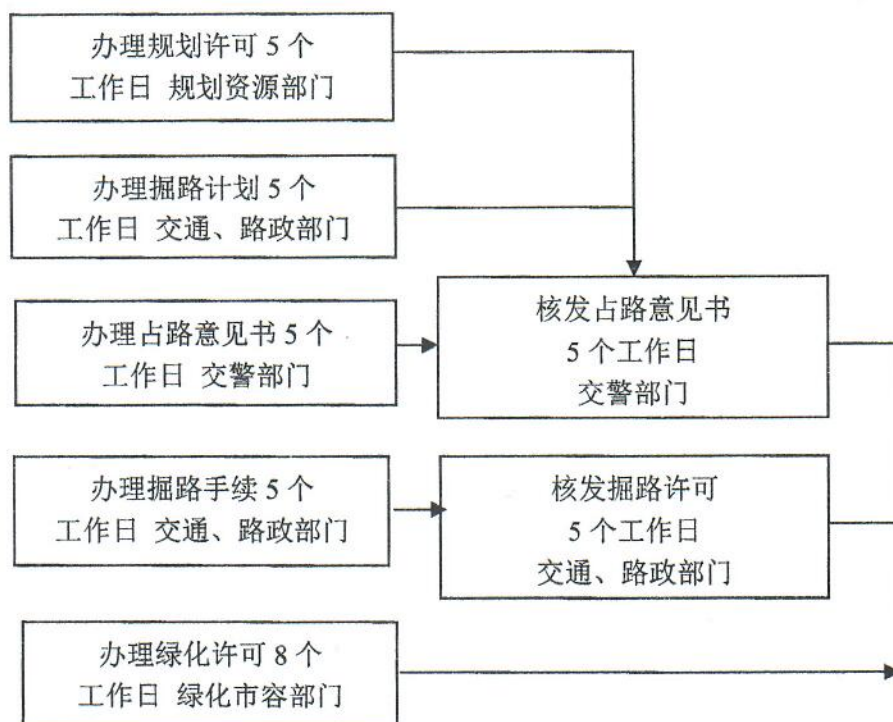 办理规划许可 5 个
工作日 规划资源部门
办理掘路计划 5 个
工作日 交通、路政部门
办理占路意见书 5 个
工作日 交警部门
核发占路意见书
5 个工作日
交警部门
办理掘路手续 5 个
工作日 交通、路政部门
核发掘路许可
5 个工作日
交通、路政部门
办理绿化许可 8 个
工作日 绿化市容部门